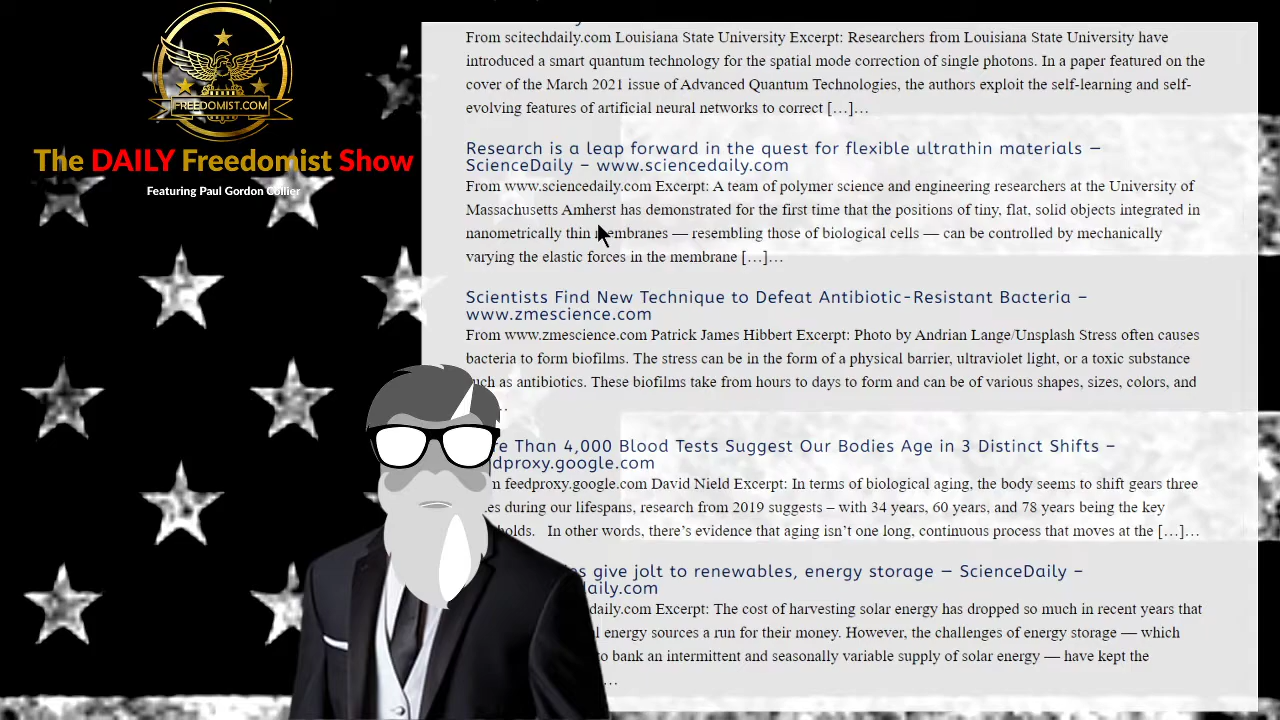 FREEDOMIST.COM
The DAILY Freedomist Show
Featuring Paul Gordon Collier
From scitechdaily.com Louisiana State University Excerpt: Researchers from Louisiana State University have
introduced a smart quantum technology for the spatial mode correction of single photons. In a paper featured on the
cover of the March 2021 issue of Advanced Quantum Technologies, the authors exploit the self-learning and self-
evolving features of artificial neural networks to correct […]…
Research is a leap forward in the quest for flexible ultrathin materials –
ScienceDaily – www.sciencedaily.com
From www.sciencedaily.com Excerpt: A team of polymer science and engineering researchers at the University of
Massachusetts Amherst has demonstrated for the first time that the positions of tiny, flat, solid objects integrated in
nanometrically thin membranes — resembling those of biological cells — can be controlled by mechanically
varying the elastic forces in the membrane […]…
Scientists Find New Technique to Defeat Antibiotic-Resistant Bacteria –
www.zmescience.com
From www.zmescience.com Patrick James Hibbert Excerpt: Photo by Andrian Lange/Unsplash Stress often causes
bacteria to form biofilms. The stress can be in the form of a physical barrier, ultraviolet light, or a toxic substance
such as antibiotics. These biofilms take from hours to days to form and can be of various shapes, sizes, colors, and
Than 4,000 Blood Tests Suggest Our Bodies Age in 3 Distinct Shifts –
dproxy.google.com
feedproxy.google.com David Nield Excerpt: In terms of biological aging, the body seems to shift gears three
during our lifespans, research from 2019 suggests – with 34 years, 60 years, and 78 years being the key
In other words, there's evidence that aging isn't one long, continuous process that moves at the […]…
give jolt to renewables, energy storage – ScienceDaily –
daily.com
daily.com Excerpt: The cost of harvesting solar energy has dropped so much in recent years that
energy sources a run for their money. However, the challenges of energy storage — which
to bank an intermittent and seasonally variable supply of solar energy — have kept the